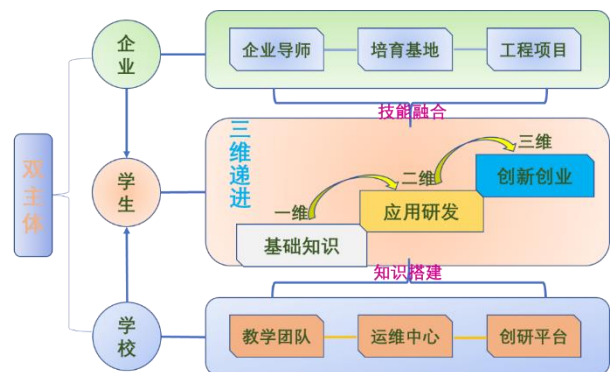 双主体
企业
企业导师
培育基地
工程项目
技能融合
学生
三维递进
一维
基础知识
二维
应用研发
三维
创新创业
知识搭建
学校
教学团队
运维中心
创研平台